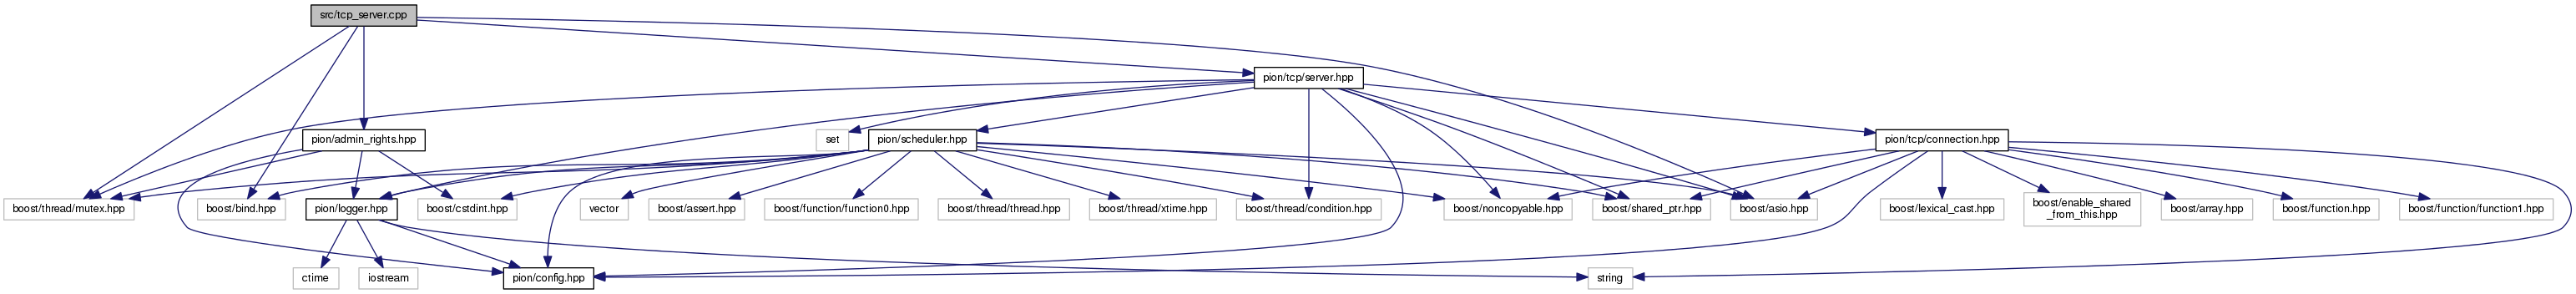 src/tcp_server.cpp
pion/tcp/server.hpp
pion/admin_rights.hpp
set
pion/scheduler.hpp
pion/tcp/connection.hpp
boost/thread/mutex.hpp
boost/bind.hpp
pion/logger.hpp
boost/cstdint.hpp
vector
boost/assert.hpp
boost/function/function0.hpp
boost/thread/thread.hpp
boost/thread/xtime.hpp
boost/thread/condition.hpp
boost/noncopyable.hpp
boost/shared_ptr.hpp
boost/asio.hpp
boost/lexical_cast.hpp
boost/enable_shared
_from_this.hpp
boost/array.hpp
boost/function.hpp
boost/function/function1.hpp
ctime
iostream
pion/config.hpp
string